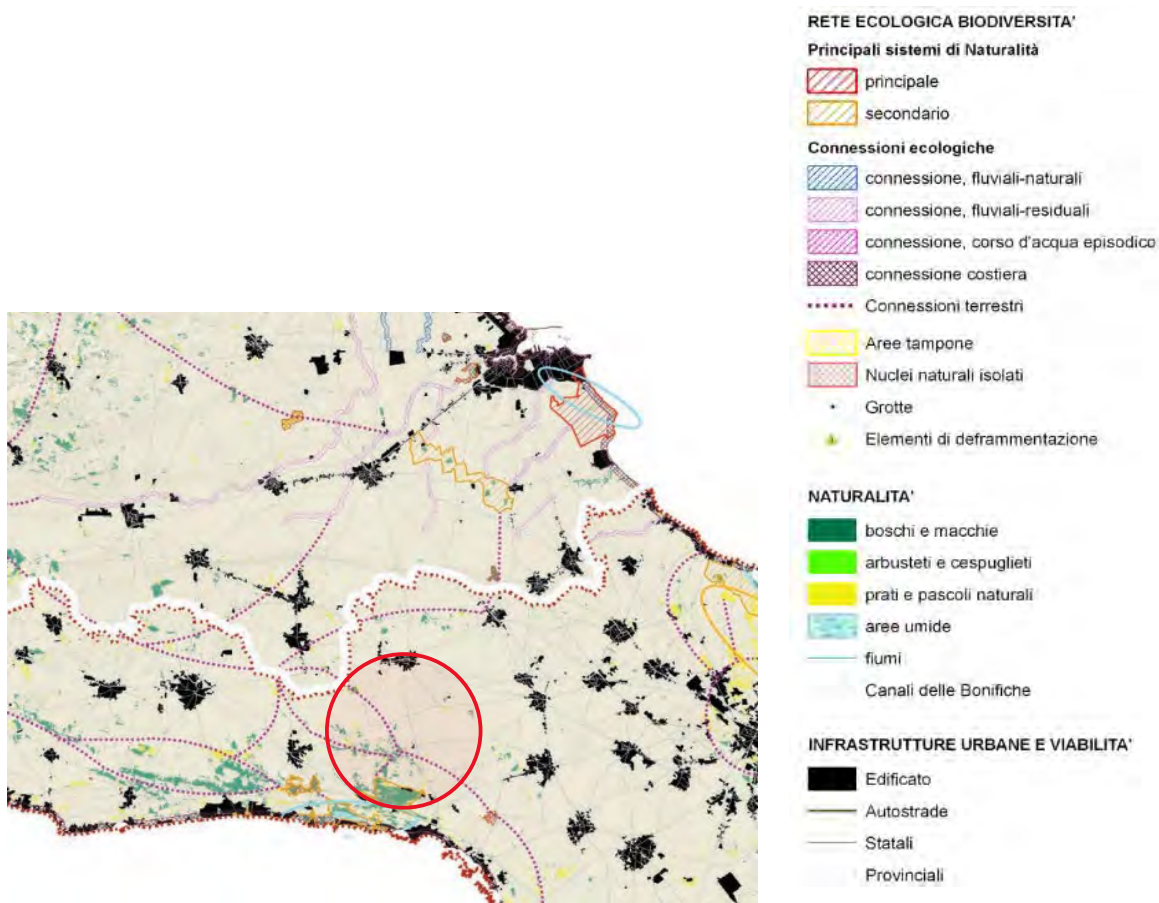 RETE ECOLOGICA BIODIVERSITA'
Principali sistemi di Naturalità
principale
secondario
Connessioni ecologiche
connessione, fluviali-naturali
connessione, fluviali-residuali
connessione, corso d'acqua episodico
connessione costiera
Connessioni terrestri
Aree tampone
Nuclei naturali isolati
Grotte
Elementi di deframmentazione
NATURALITA'
boschi e macchie
arbusteti e cespuglieti
prati e pascoli naturali
aree umide
fiumi
Canali delle Bonifiche
INFRASTRUTTURE URBANE E VIABILITA'
Edificato
Autostrade
Statali
Provinciali